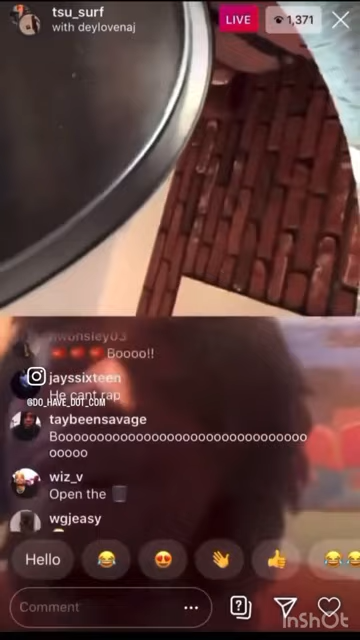 tsu_surf
with deylovenaj
LIVE
1,371
Boooo!!
jayssixteen
He cant rap
@DO_HAVE_DOT_COM
taybeensavage
Booooooooooooooooooooooooooooooooo
ooooo
wiz_v
Open the
wgjeasy
Hello
Comment
InShOt